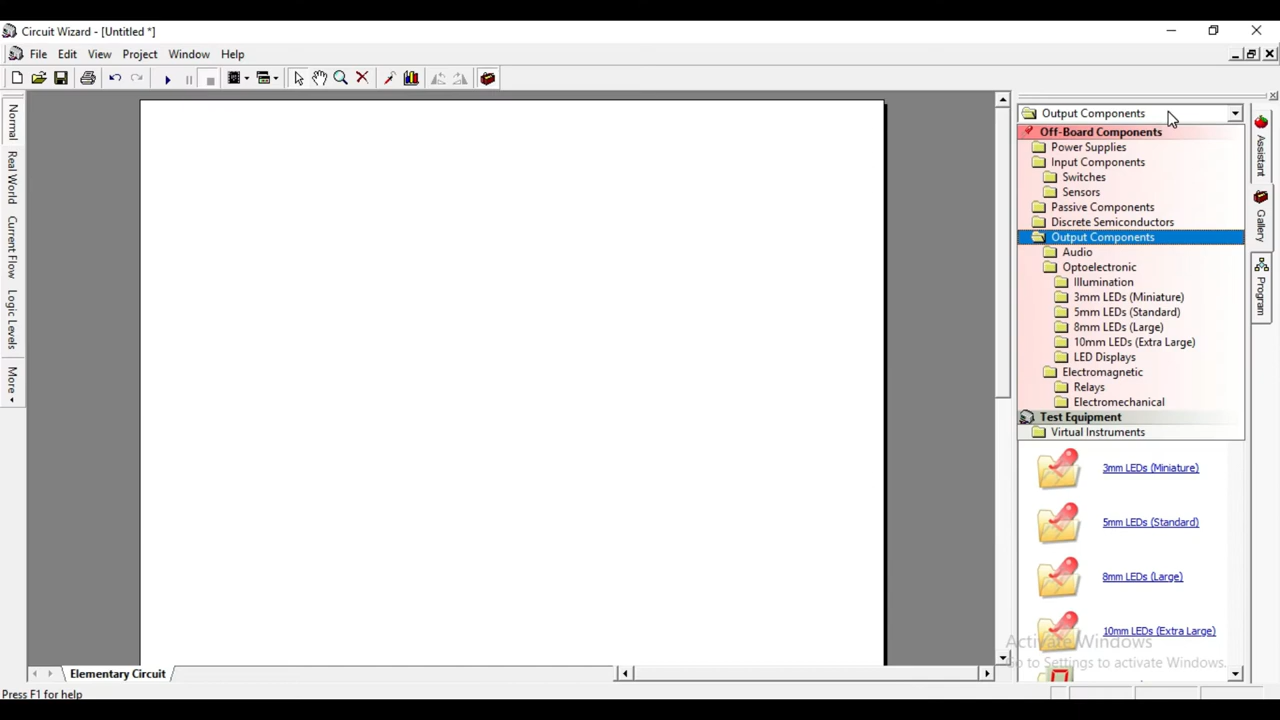 Circuit Wizard - [Untitled *]
File Edit View Project Window Help
Normal
Real World
Current Flow
Logic Levels
More
Output Components
Off-Board Components
Power Supplies
Input Components
Switches
Sensors
Passive Components
Discrete Semiconductors
Output Components
Audio
Optoelectronic
Illumination
3mm LEDs (Miniature)
5mm LEDs (Standard)
8mm LEDs (Large)
10mm LEDs (Extra Large)
LED Displays
Electromagnetic
Relays
Electromechanical
Test Equipment
Virtual Instruments
3mm LEDs (Miniature)
5mm LEDs (Standard)
8mm LEDs (Large)
10mm LEDs (Extra Large)
Activate Windows
Go to Settings to activate Windows.
Assistant
Gallery
Program
Elementary Circuit
Press F1 for help